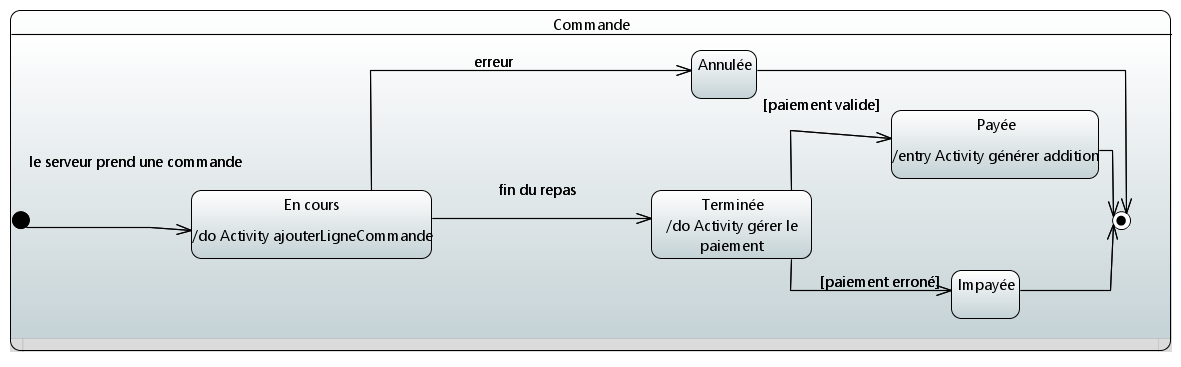 Commande
erreur
Annulée
[paiement valide]
Payée
/entry Activity générer addition
le serveur prend une commande
En cours
/do Activity ajouterLigneCommande
fin du repas
Terminée
/do Activity gérer le
paiement
[paiement erroné]
Impayée